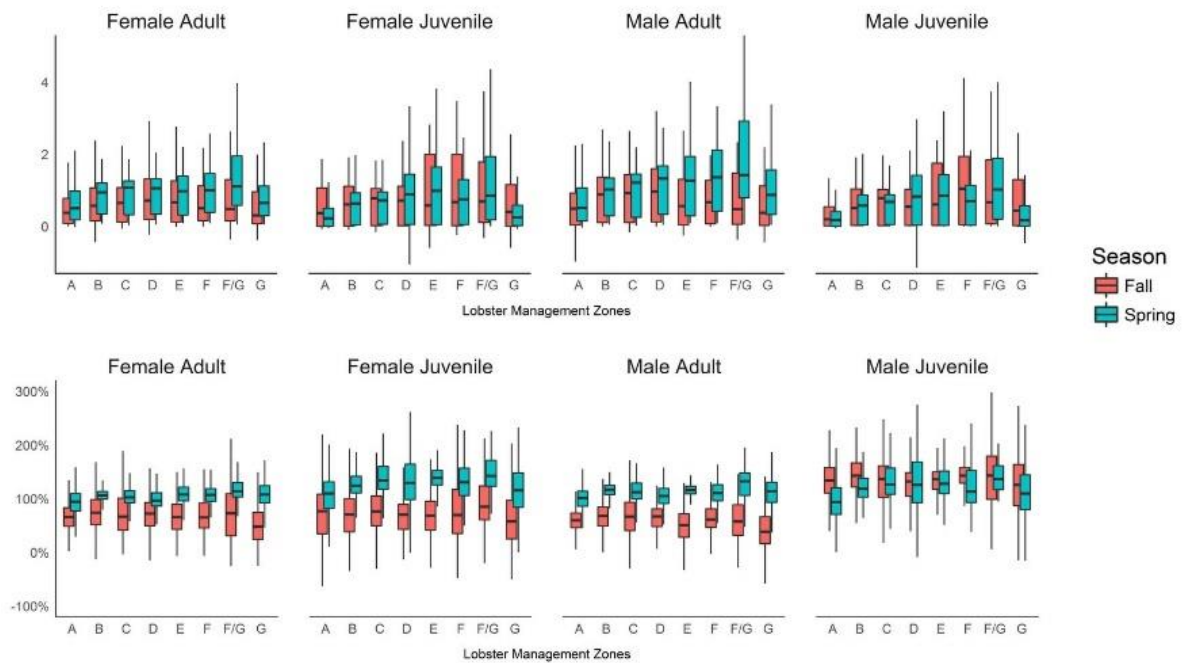 Female Adult Female Juvenile Male Adult Male Juvenile
4
2
0
A B C D E F F/G G A B C D E F F/G G A B C D E F F/G G A B C D E F F/G G
Lobster Management Zones
Season
Fall
Spring
Female Adult Female Juvenile Male Adult Male Juvenile
300%
200%
100%
0%
-100%
A B C D E F F/G G A B C D E F F/G G A B C D E F F/G G A B C D E F F/G G
Lobster Management Zones